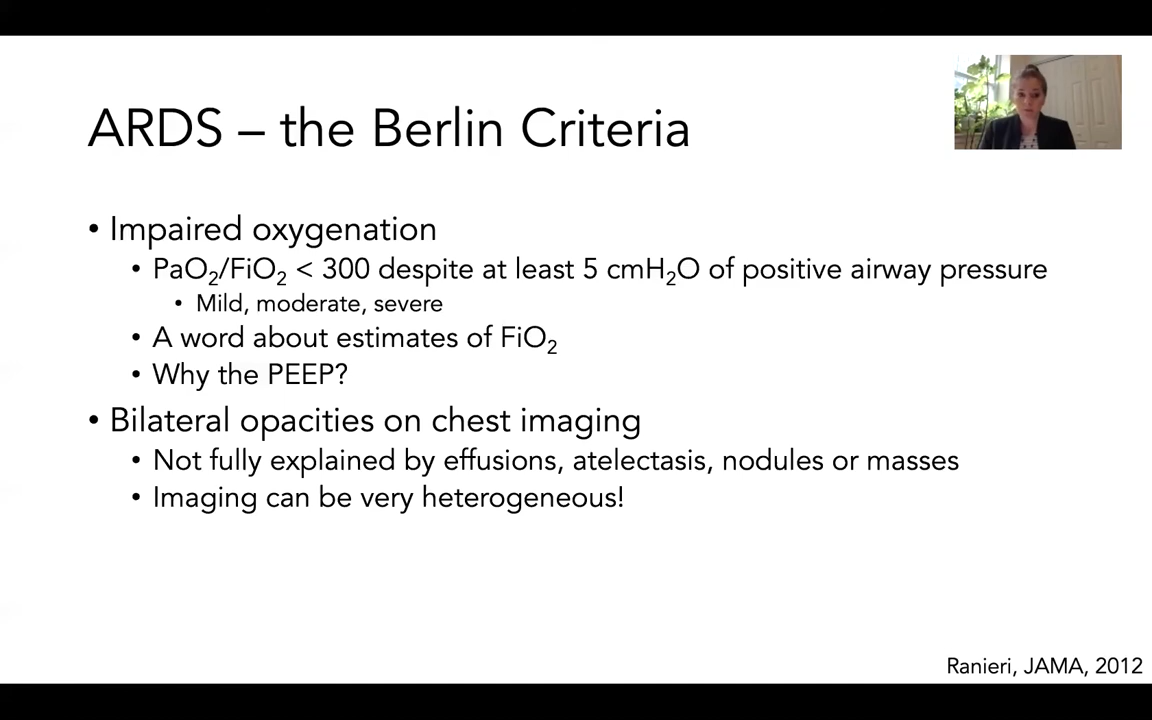 ARDS – the Berlin Criteria
• Impaired oxygenation
• PaO₂/FiO₂ < 300 despite at least 5 cmH₂O of positive airway pressure
• Mild, moderate, severe
• A word about estimates of FiO₂
• Why the PEEP?
• Bilateral opacities on chest imaging
• Not fully explained by effusions, atelectasis, nodules or masses
• Imaging can be very heterogeneous!
Ranieri, JAMA, 2012